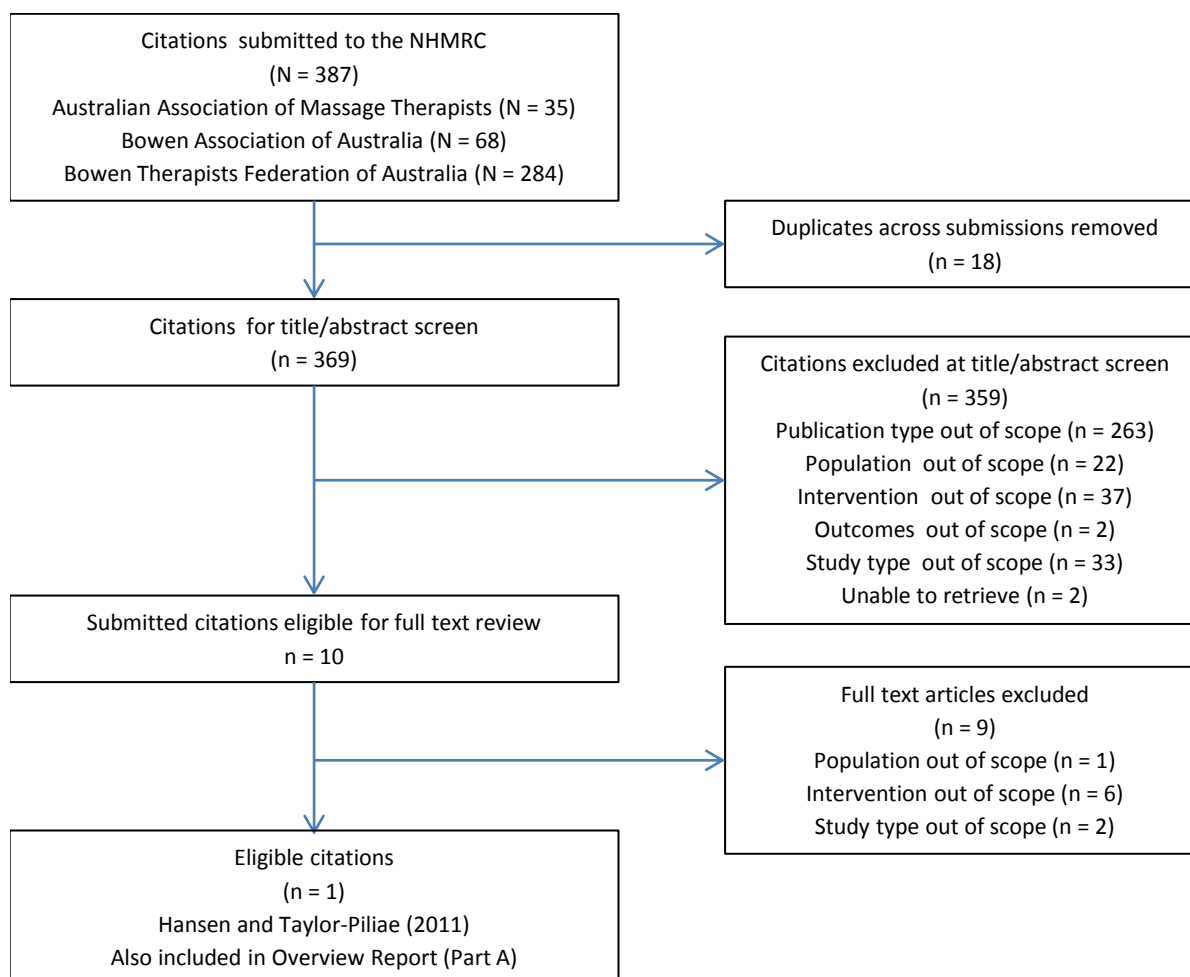 Citations submitted to the NHMRC
(N = 387)
Australian Association of Massage Therapists (N = 35)
Bowen Association of Australia (N = 68)
Bowen Therapists Federation of Australia (N = 284)
Duplicates across submissions removed
(n = 18)
Citations for title/abstract screen
(n = 369)
Citations excluded at title/abstract screen
(n = 359)
Publication type out of scope (n = 263)
Population out of scope (n = 22)
Intervention out of scope (n = 37)
Outcomes out of scope (n = 2)
Study type out of scope (n = 33)
Unable to retrieve (n = 2)
Submitted citations eligible for full text review
n = 10
Full text articles excluded
(n = 9)
Population out of scope (n = 1)
Intervention out of scope (n = 6)
Study type out of scope (n = 2)
Eligible citations
(n = 1)
Hansen and Taylor-Piliae (2011)
Also included in Overview Report (Part A)